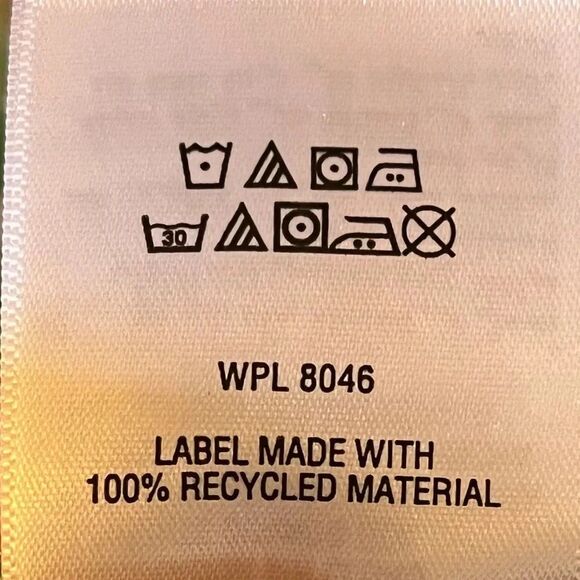 30
WPL 8046
LABEL MADE WITH
100% RECYCLED MATERIAL